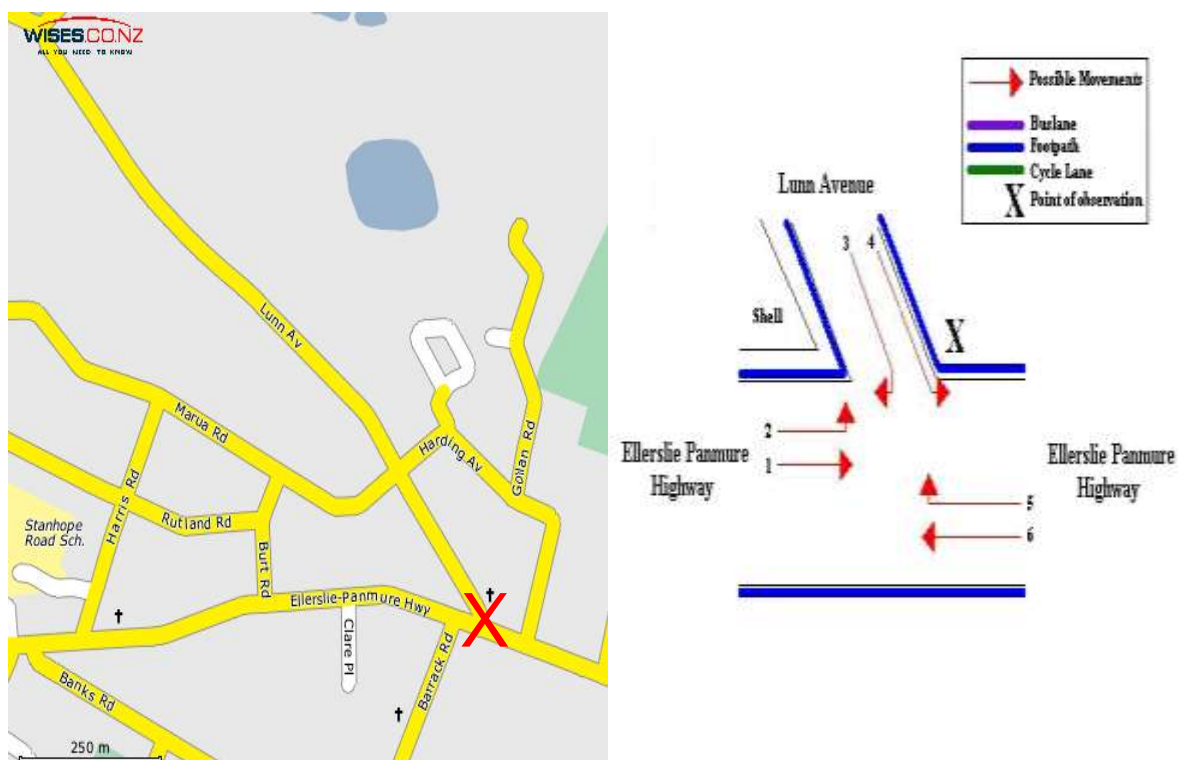 WISES.CO.NZ
ALL YOU NEED TO KNOW
Lunn Av
Marua Rd
Harding Av
Gollan Rd
Harris Rd
Rutland Rd
Stanhope
Road Sch.
Burt Rd
Ellerslie-Panmure Hwy
X
Clare Pl
Barrack Rd
Banks Rd
250 m
Possible Movements
Buslane
Footpath
Cycle Lane
X Point of observation
Lunn Avenue
3 4
Shell
X
2
1
Ellerslie Panmure
Highway
Ellerslie Panmure
Highway
5
6